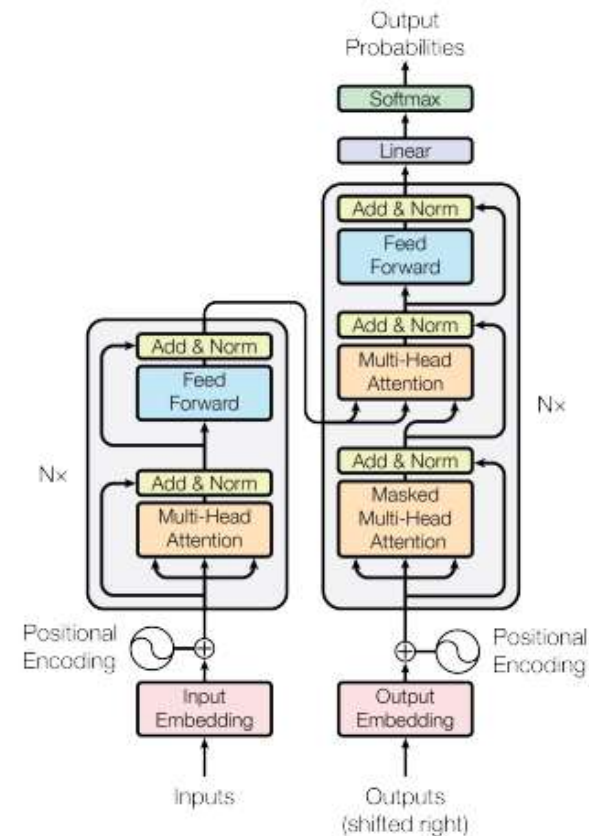 Output
Probabilities
Softmax
Linear
Add & Norm
Feed
Forward
Add & Norm
Multi-Head
Attention
Add & Norm
Masked
Multi-Head
Attention
N×
Add & Norm
Feed
Forward
Add & Norm
Multi-Head
Attention
N×
Positional
Encoding
Positional
Encoding
Input
Embedding
Output
Embedding
Inputs
Outputs
(shifted right)